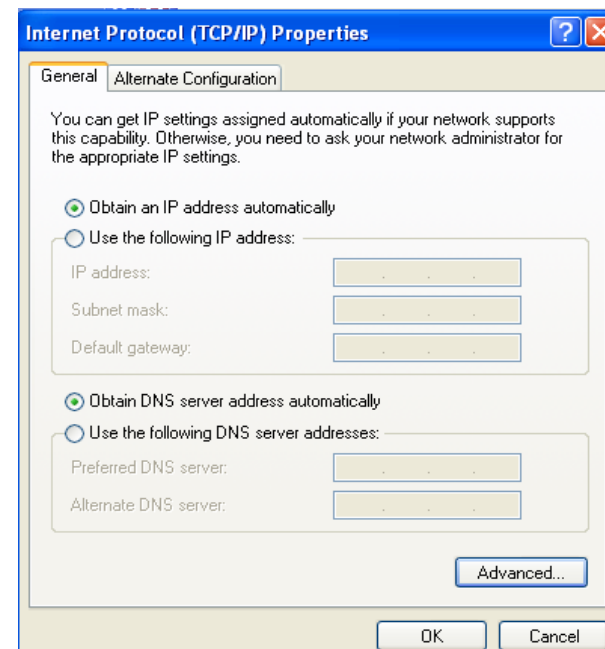 Internet Protocol (TCP/IP) Properties
General
Alternate Configuration
You can get IP settings assigned automatically if your network supports
this capability. Otherwise, you need to ask your network administrator for
the appropriate IP settings.
Obtain an IP address automatically
Use the following IP address:
IP address:
Subnet mask:
Default gateway:
Obtain DNS server address automatically
Use the following DNS server addresses:
Preferred DNS server:
Alternate DNS server:
Advanced...
OK
Cancel